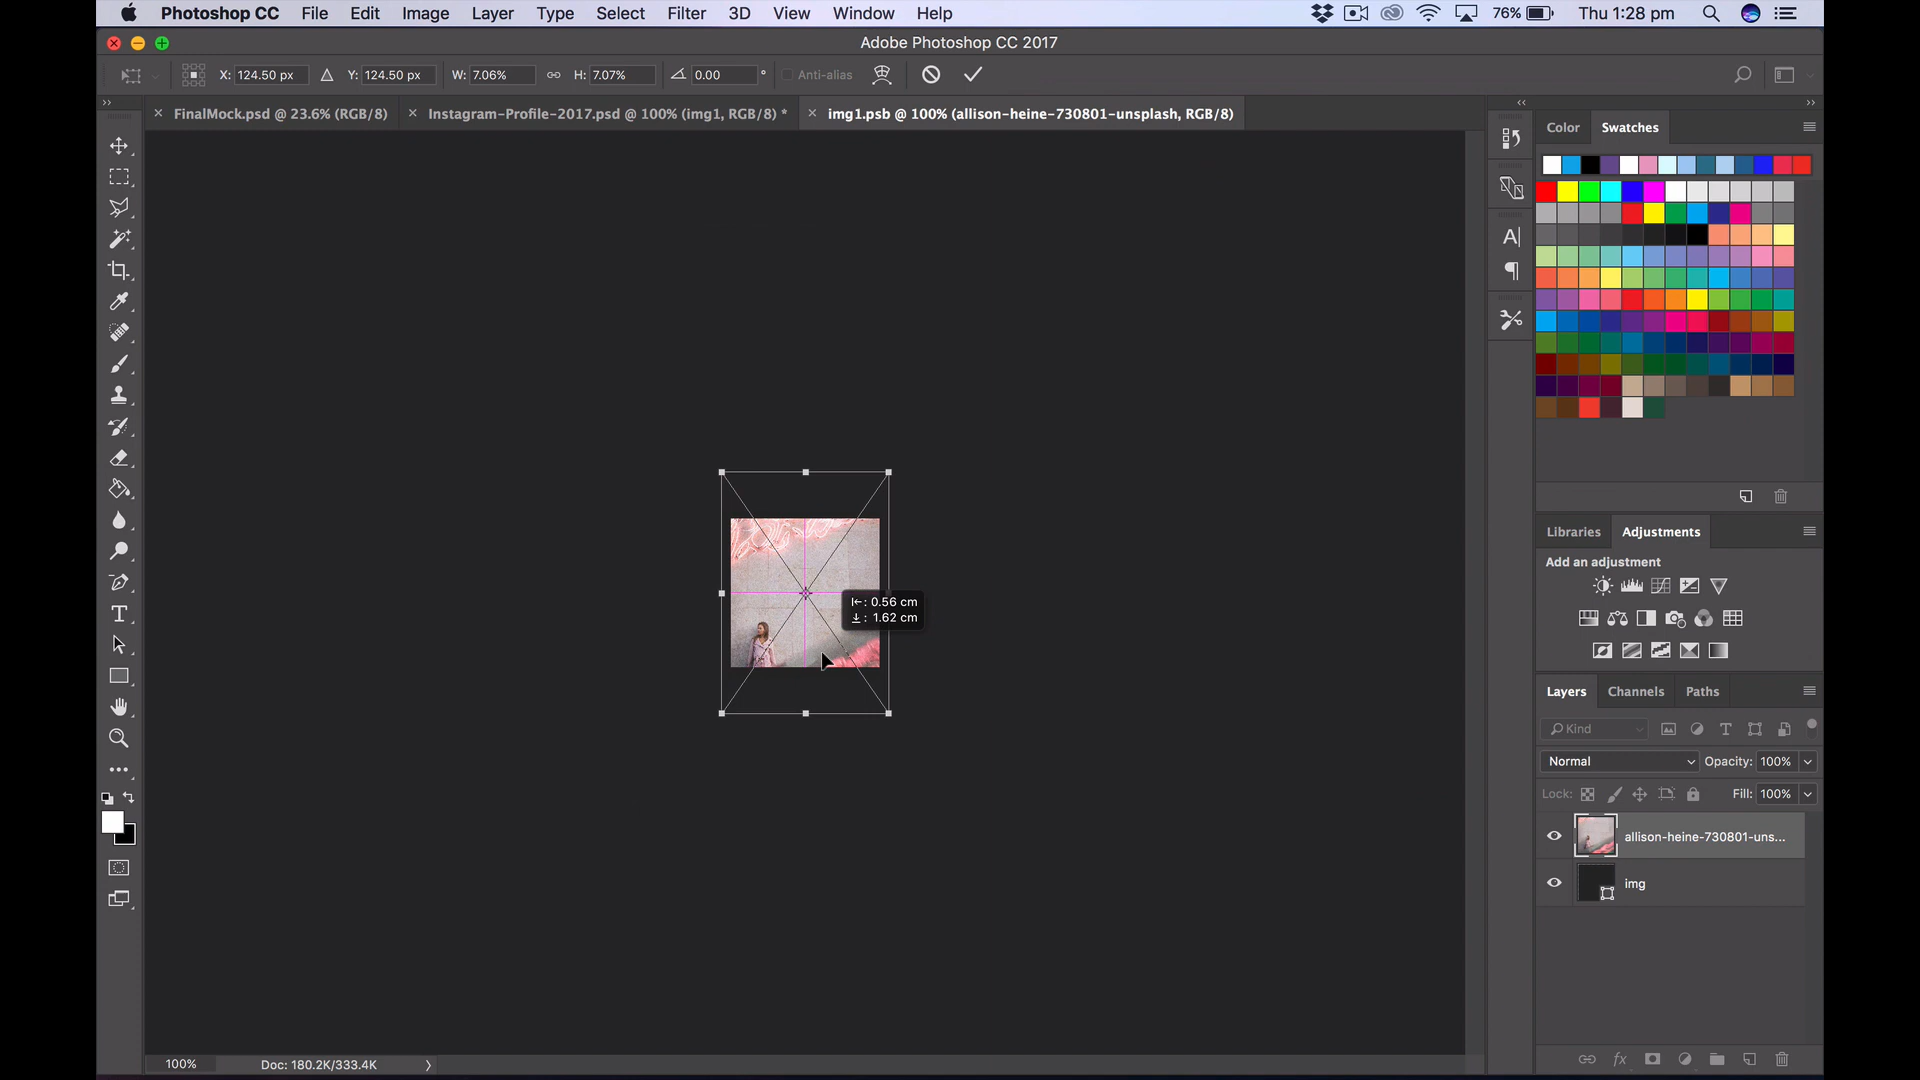 Photoshop CC File Edit Image Layer Type Select Filter 3D View Window Help 76% Thu 1:28 pm
Adobe Photoshop CC 2017
X: 124.50 px Y: 124.50 px W: 7.06% H: 7.07% 0.00 ° Anti-alias
FinalMock.psd @ 23.6% (RGB/8) Instagram-Profile-2017.psd @ 100% (img1, RGB/8) * img1.psb @ 100% (allison-heine-730801-unsplash, RGB/8)
Color Swatches
Libraries Adjustments
Add an adjustment
: 0.56 cm
: 1.62 cm
Layers Channels Paths
Kind
Normal Opacity: 100%
Lock: Fill: 100%
allison-heine-730801-uns...
img
100% Doc: 180.2K/333.4K